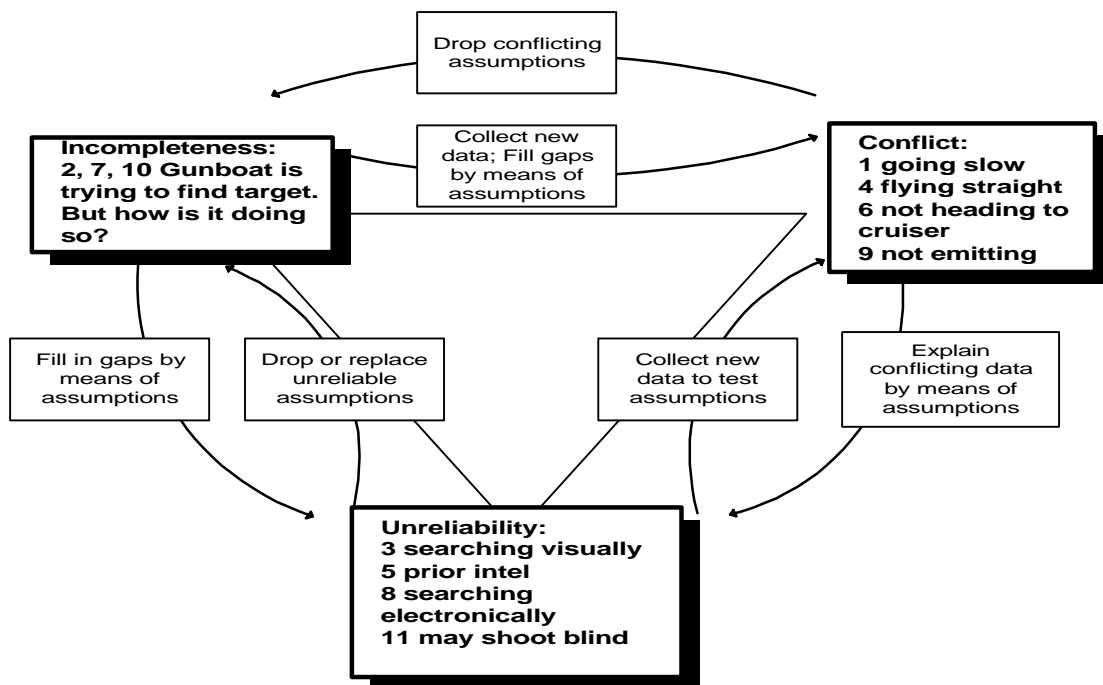 Drop conflicting
assumptions
Incompleteness:
2, 7, 10 Gunboat is
trying to find target.
But how is it doing
so?
Collect new
data; Fill gaps
by means of
assumptions
Conflict:
1 going slow
4 flying straight
6 not heading to
cruiser
9 not emitting
Fill in gaps by
means of
assumptions
Drop or replace
unreliable
assumptions
Collect new
data to test
assumptions
Explain
conflicting data
by means of
assumptions
Unreliability:
3 searching visually
5 prior intel
8 searching
electronically
11 may shoot blind